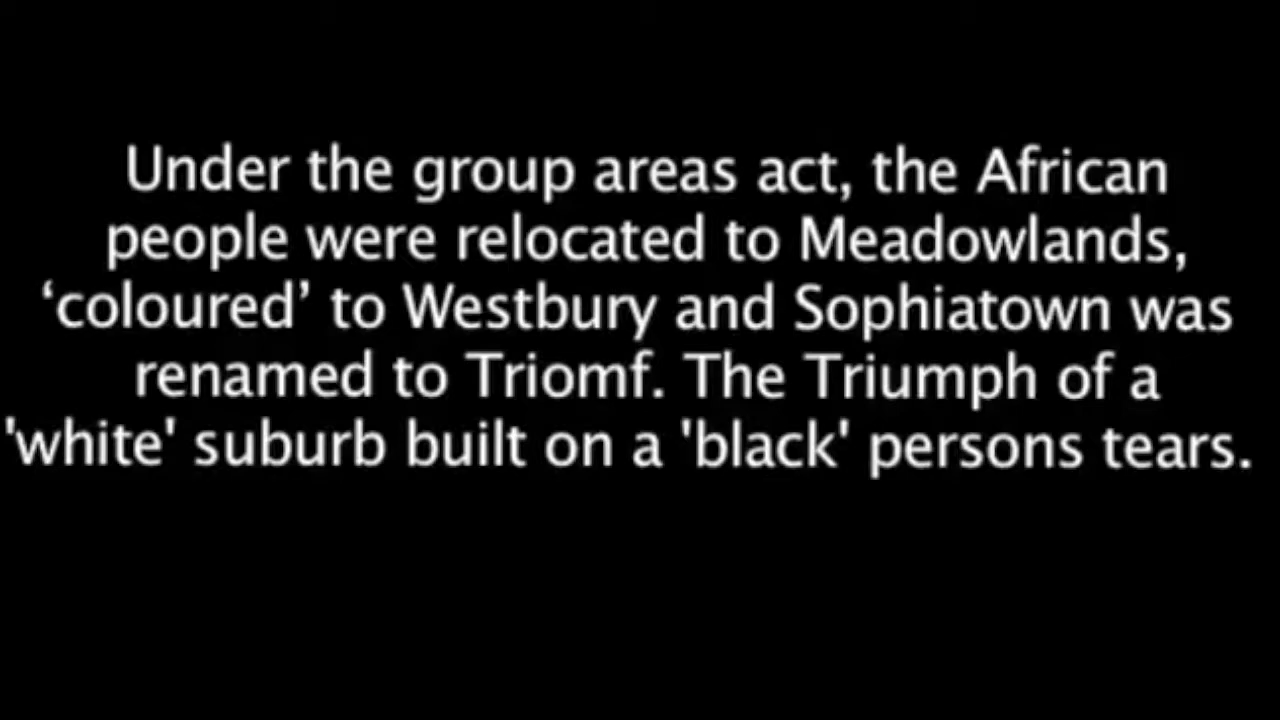 Under the group areas act, the African
people were relocated to Meadowlands,
‘coloured’ to Westbury and Sophiatown was
renamed to Triomf. The Triumph of a
'white' suburb built on a 'black' persons tears.